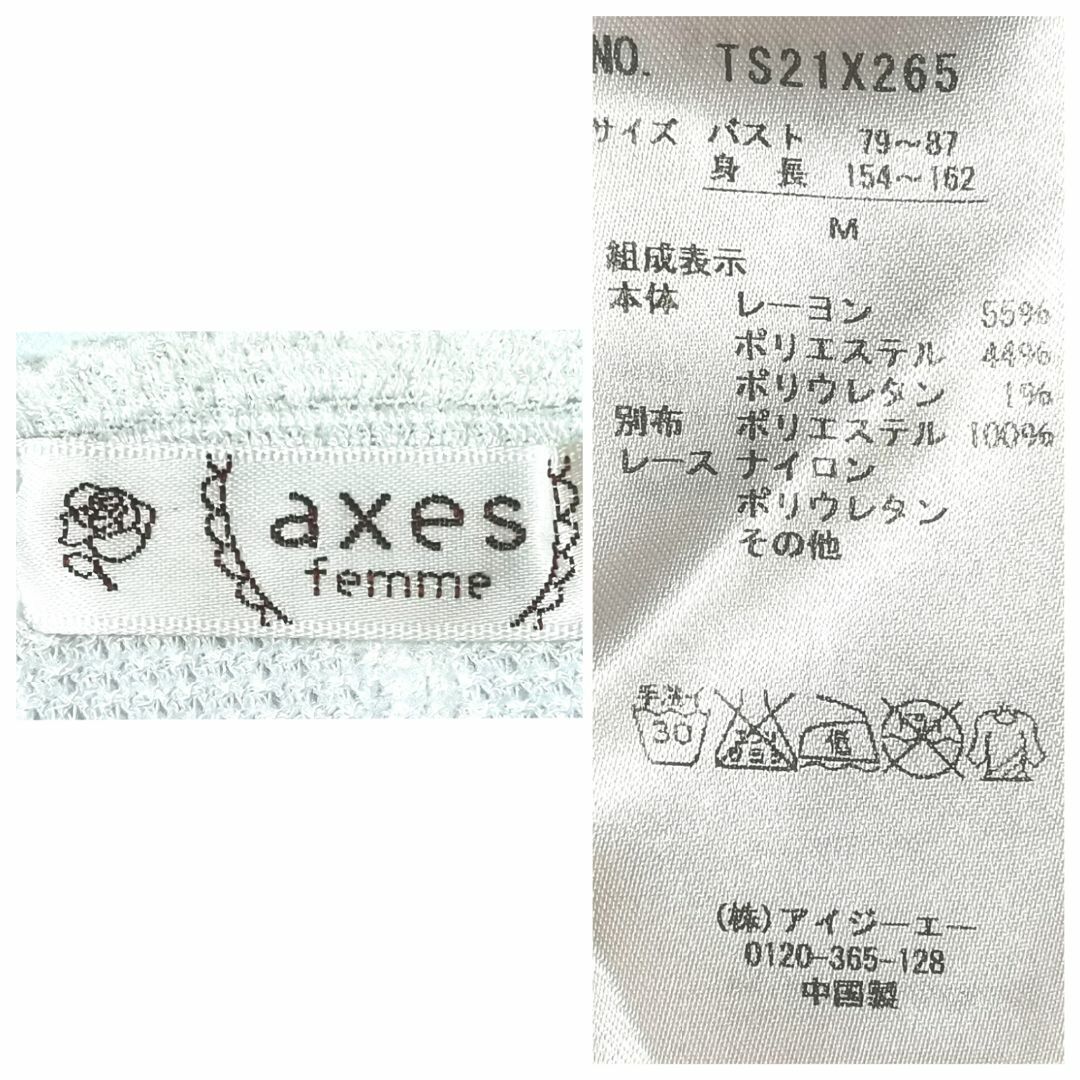 axes
femme
NO. TS21X265
サイズ バスト 79～87
身長 154～162
M
組成表示
本体 レーヨン 55%
ポリエステル 44%
ポリウレタン 1%
別布 ポリエステル 100%
レース ナイロン
ポリウレタン
その他
手洗イ
30
低
(株)アイジーエー
0120-365-128
中国製